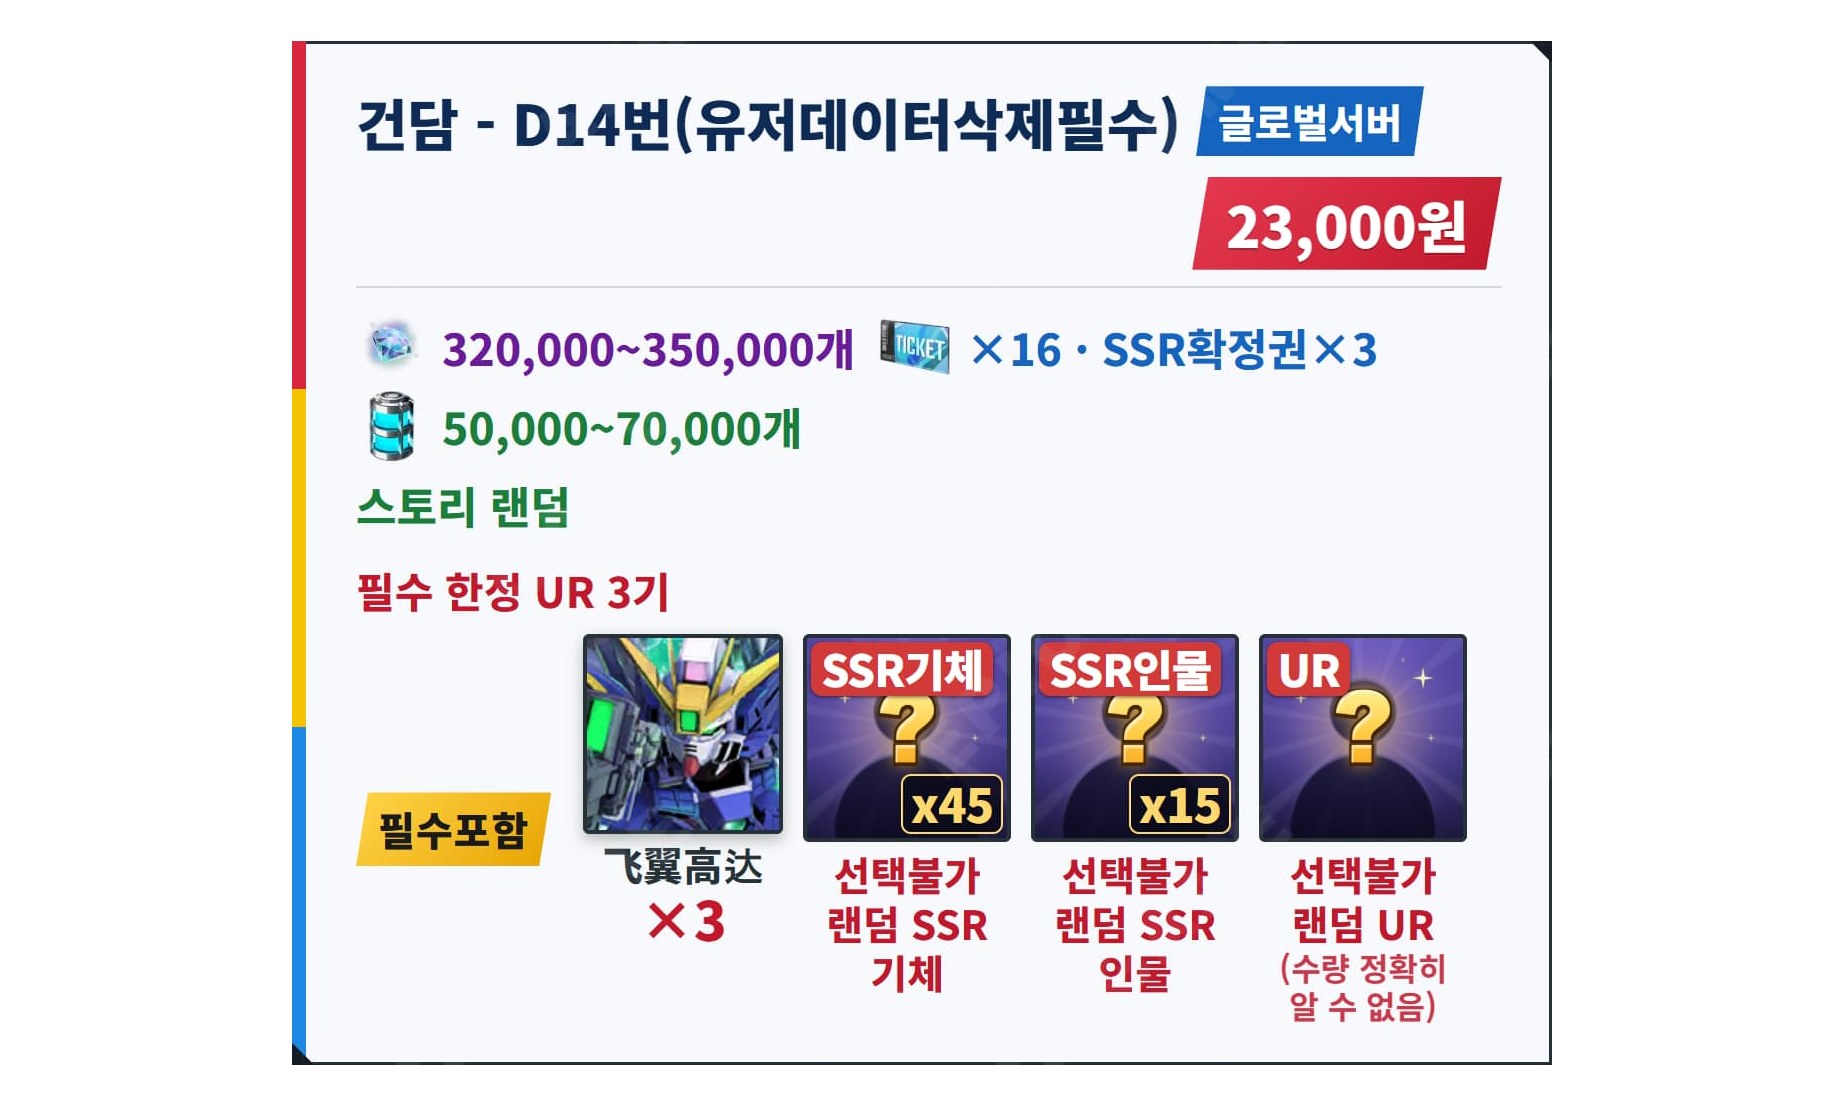 건담 - D14번(유저데이터삭제필수) 글로벌서버
23,000원
320,000~350,000개 TICKET ×16 · SSR확정권×3
50,000~70,000개
스토리 랜덤
필수 한정 UR 3기
필수포함
飞翼高达
×3
SSR기체
x45
선택불가
랜덤 SSR
기체
SSR인물
x15
선택불가
랜덤 SSR
인물
UR
선택불가
랜덤 UR
(수량 정확히
알 수 없음)